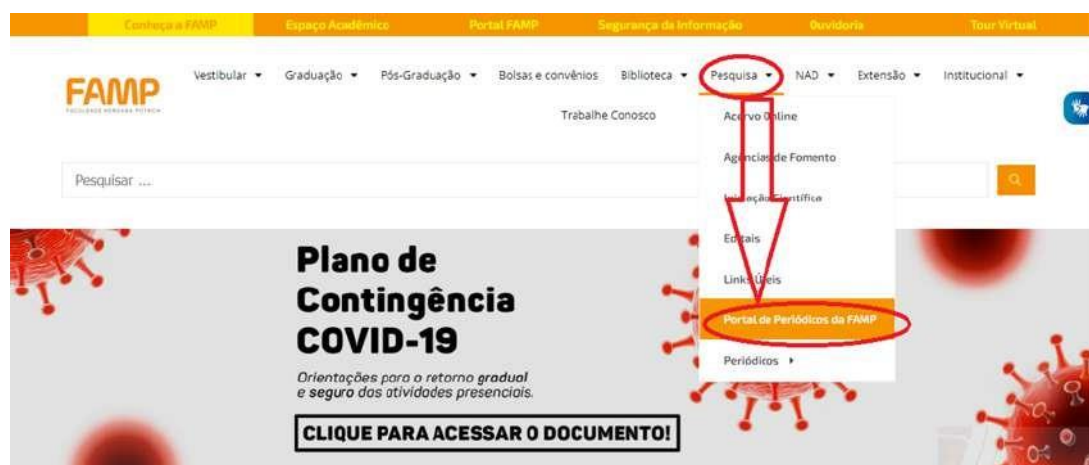 Conheça a FAMP Espaço Acadêmico Portal FAMP Segurança da Informação Ouvidoria Tour Virtual
FAMP
Vestibular Graduação Pós-Graduação Bolsas e convênios Biblioteca Pesquisa NAD Extensão Institucional
Trabalhe Conosco
Acervo Online
Agências de Fomento
Iniciação Científica
Editais
Links Úteis
Portal de Periódicos da FAMP
Periódicos
Pesquisar ...
Plano de
Contingência
COVID-19
Orientações para o retorno gradual
e seguro das atividades presenciais.
CLIQUE PARA ACESSAR O DOCUMENTO!